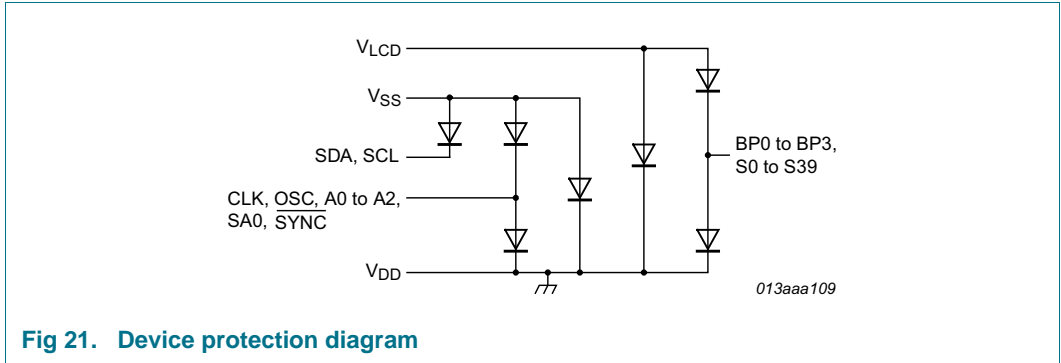 VLCD
VSS
SDA, SCL
CLK, OSC, A0 to A2,
SA0, SYNC
VDD
BP0 to BP3,
S0 to S39
013aaa109
Fig 21. Device protection diagram